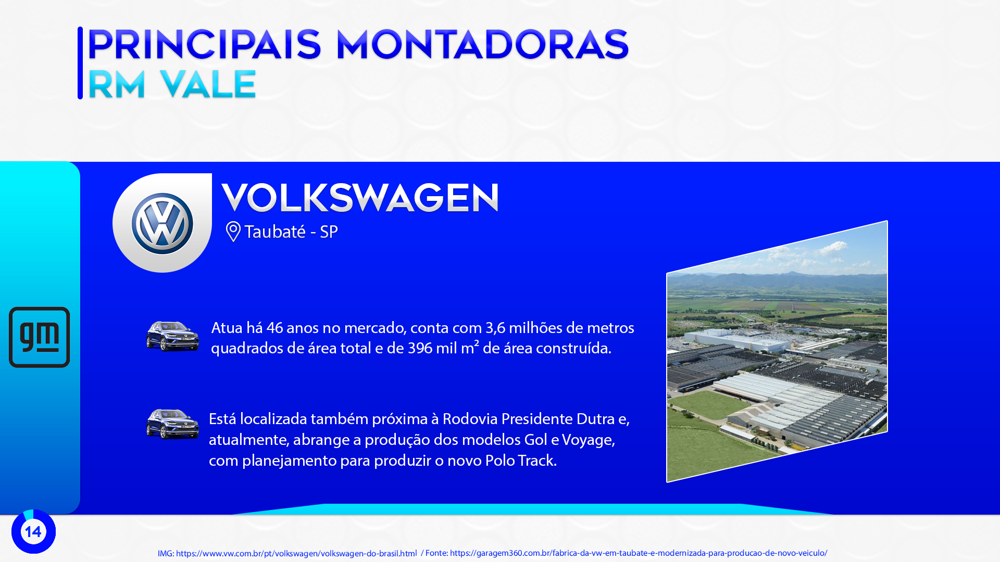 PRINCIPAIS MONTADORAS
RM VALE
VOLKSWAGEN
Taubaté - SP
gm
Atua há 46 anos no mercado, conta com 3,6 milhões de metros
quadrados de área total e de 396 mil m² de área construída.
Está localizada também próxima à Rodovia Presidente Dutra e,
atualmente, abrange a produção dos modelos Gol e Voyage,
com planejamento para produzir o novo Polo Track.
14
IMG: https://www.vw.com.br/pt/volkswagen/volkswagen-do-brasil.html / Fonte: https://garagem360.com.br/fabrica-da-vw-em-taubate-e-modernizada-para-producao-de-novo-veiculo/